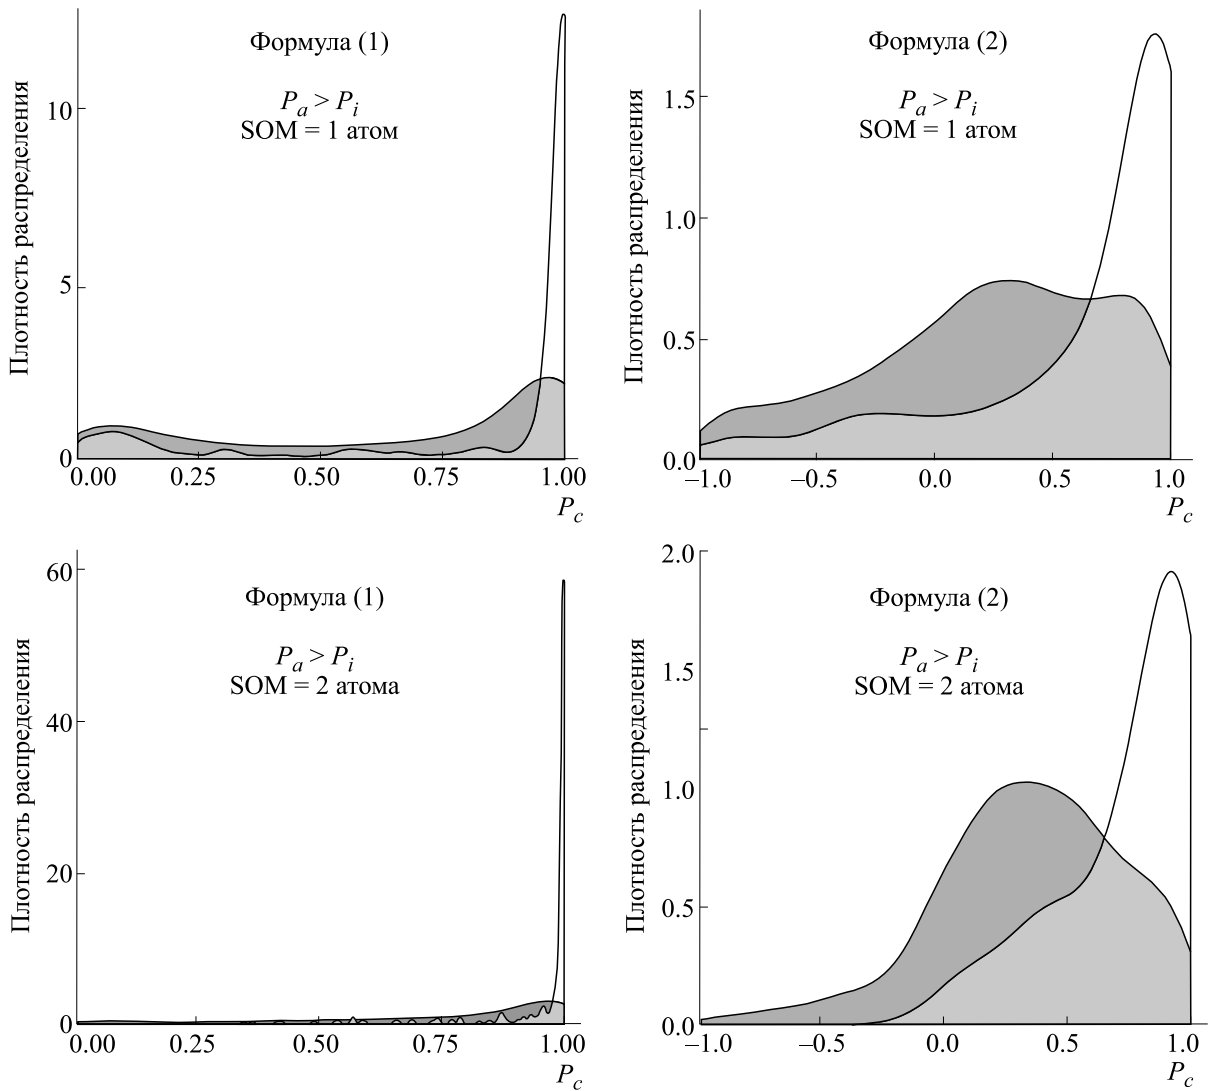 Формула (1)
P_a > P_i
SOM = 1 атом
Плотность распределения
10
5
0
0.00 0.25 0.50 0.75 1.00
P_c
Формула (2)
P_a > P_i
SOM = 1 атом
Плотность распределения
1.5
1.0
0.5
0.0
–1.0 –0.5 0.0 0.5 1.0
P_c
Формула (1)
P_a > P_i
SOM = 2 атома
Плотность распределения
60
40
20
0
0.00 0.25 0.50 0.75 1.00
P_c
Формула (2)
P_a > P_i
SOM = 2 атома
Плотность распределения
2.0
1.5
1.0
0.5
0.0
–1.0 –0.5 0.0 0.5 1.0
P_c